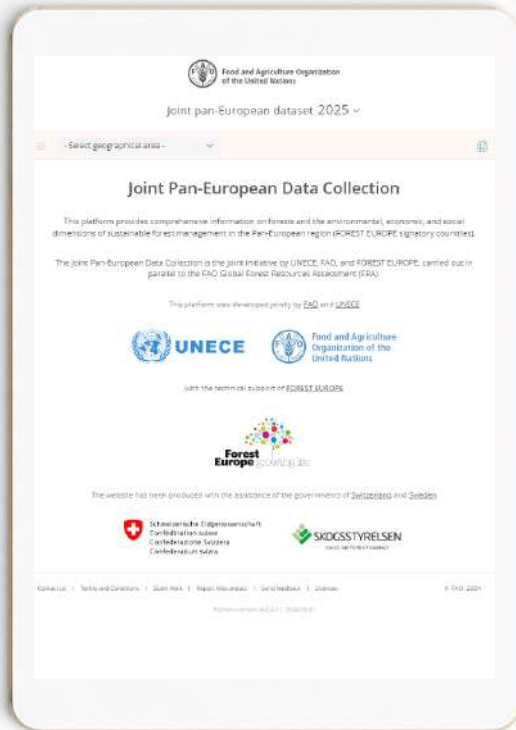 Food and Agriculture Organization
of the United Nations
Joint pan-European dataset 2025
- Select geographical area -
Joint Pan-European Data Collection
This platform provides comprehensive information on forests and the environmental, economic, and social
dimensions of sustainable forest management in the Pan-European region (FOREST EUROPE signatory countries)
The Joint Pan-European Data Collection is the joint initiative by UNECE, FAO, and FOREST EUROPE, carried out in
parallel to the FAO Global Forest Resources Assessment (FRA)
This platform was developed jointly by FAO and UNECE
UNECE
Food and Agriculture
Organization of the
United Nations
with the technical support of FOREST EUROPE
Forest
Europe growing life
The website has been produced with the assistance of the governments of Switzerland and Sweden
Schweizerische Eidgenossenschaft
Confédération suisse
Confederazione Svizzera
Confederaziun svizra
SKOGSSTYRELSEN
SWEDISH FOREST AGENCY
Contact us | Terms and Conditions | Scam Alert | Report Misconduct | Send feedback | Licenses
© FAO, 2024